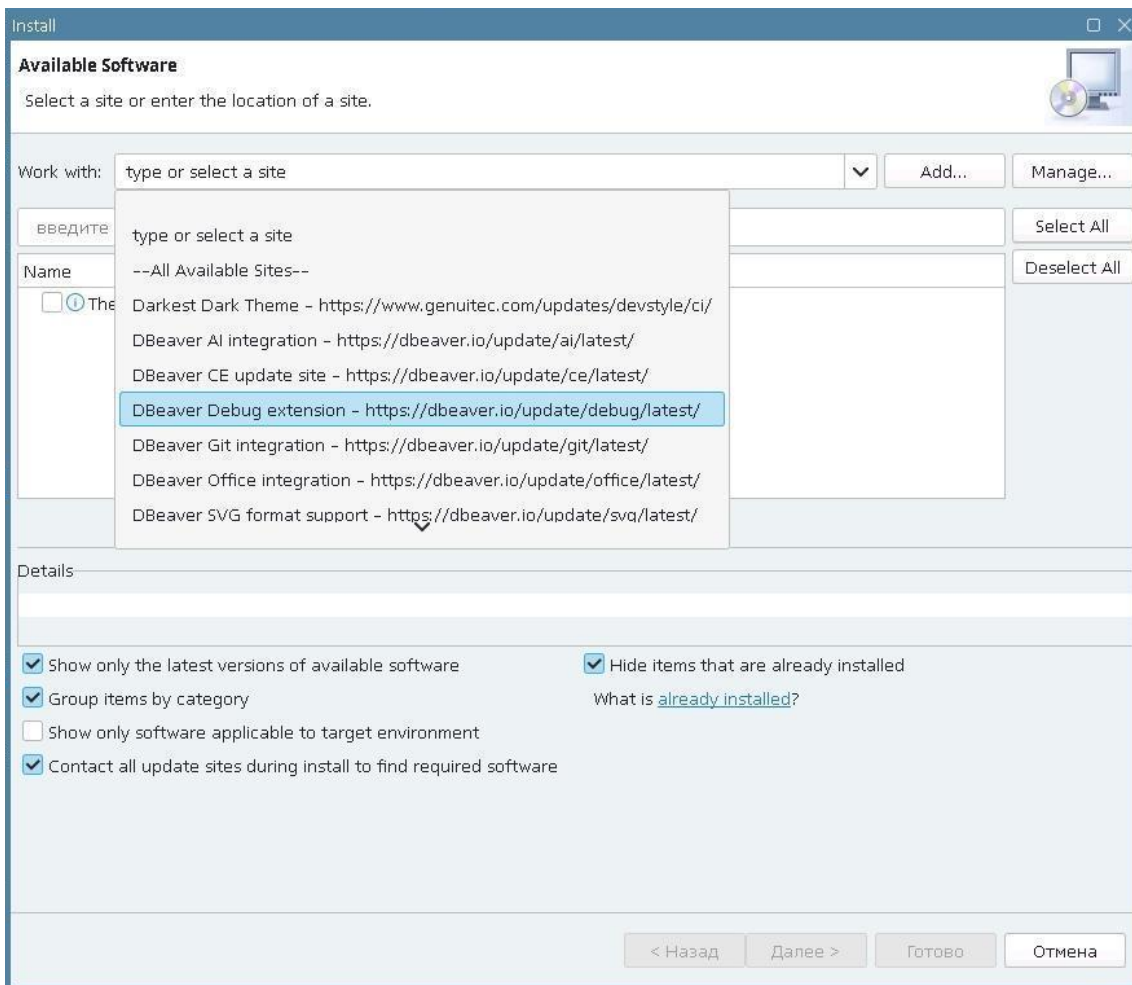 Install
Available Software
Select a site or enter the location of a site.
Work with: type or select a site Add... Manage...
введите Select All
type or select a site
Name --All Available Sites-- Deselect All
The Darkest Dark Theme – https://www.genuitec.com/updates/devstyle/ci/
DBeaver AI integration – https://dbeaver.io/update/ai/latest/
DBeaver CE update site – https://dbeaver.io/update/ce/latest/
DBeaver Debug extension – https://dbeaver.io/update/debug/latest/
DBeaver Git integration – https://dbeaver.io/update/git/latest/
DBeaver Office integration – https://dbeaver.io/update/office/latest/
DBeaver SVG format support – https://dbeaver.io/update/svg/latest/
Details
Show only the latest versions of available software Hide items that are already installed
Group items by category What is already installed?
Show only software applicable to target environment
Contact all update sites during install to find required software
< Назад Далее > Готово Отмена